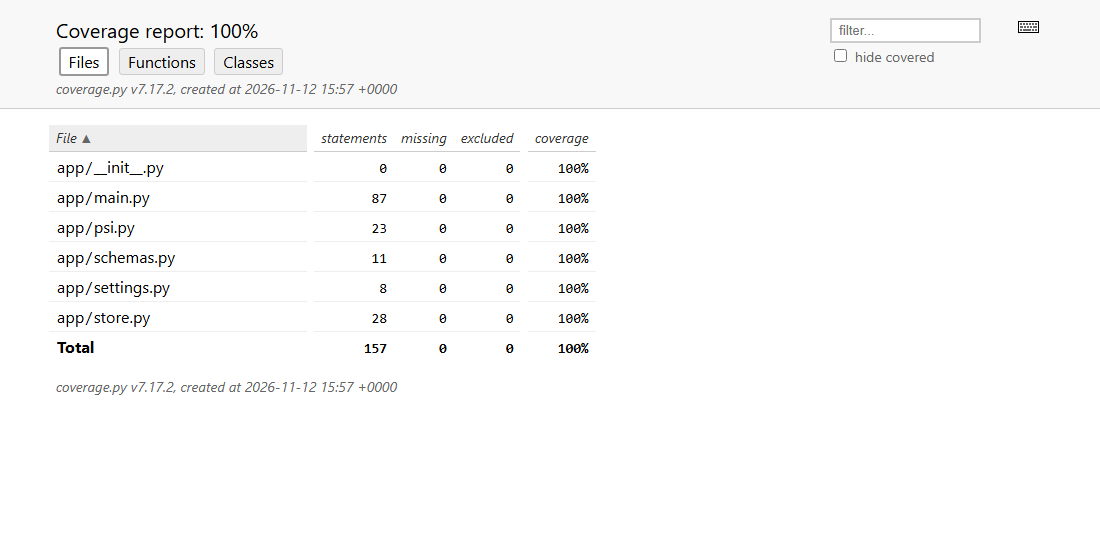 Coverage report: 100%
filter...
hide covered
Files Functions Classes
coverage.py v7.17.2, created at 2026-11-12 15:57 +0000
File ▲ statements missing excluded coverage
app/__init__.py 0 0 0 100%
app/main.py 87 0 0 100%
app/psi.py 23 0 0 100%
app/schemas.py 11 0 0 100%
app/settings.py 8 0 0 100%
app/store.py 28 0 0 100%
Total 157 0 0 100%
coverage.py v7.17.2, created at 2026-11-12 15:57 +0000